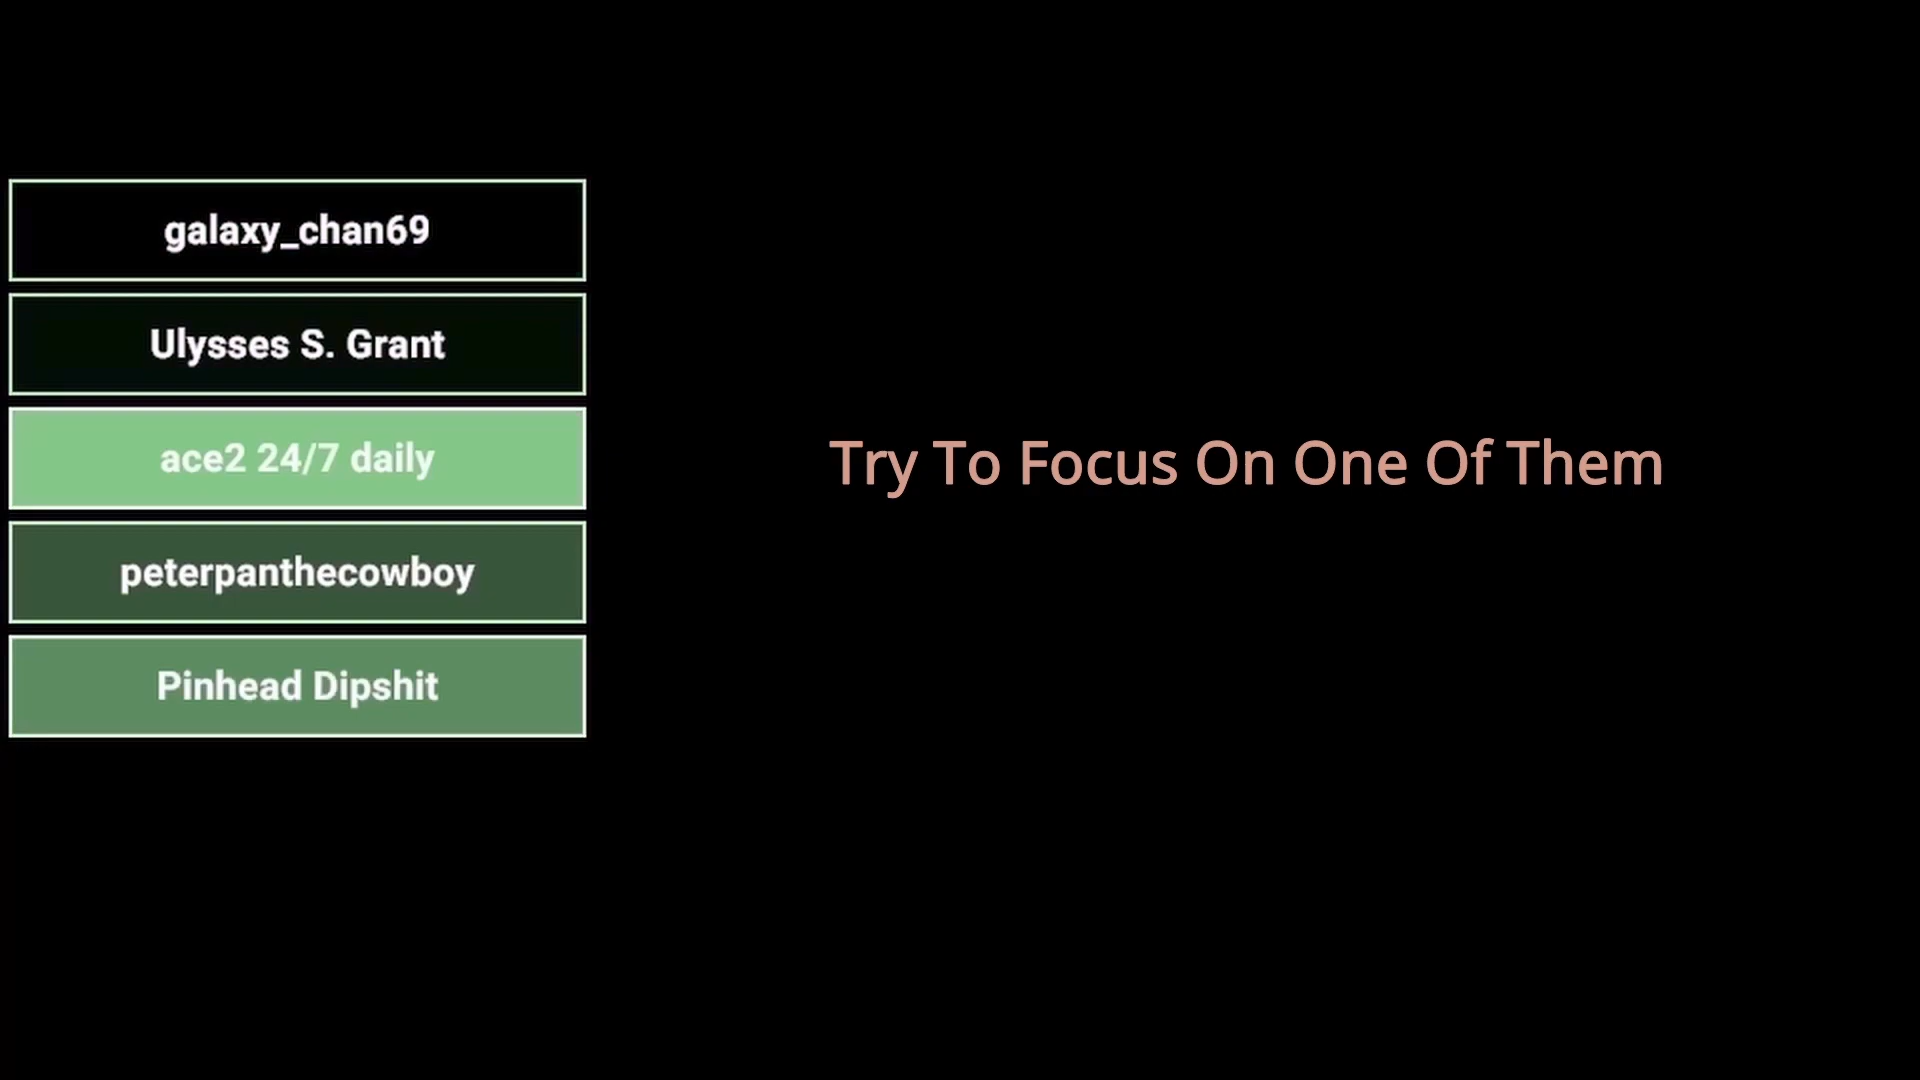 galaxy_chan69
Ulysses S. Grant
ace2 24/7 daily
peterpanthecowboy
Pinhead Dipshit
Try To Focus On One Of Them